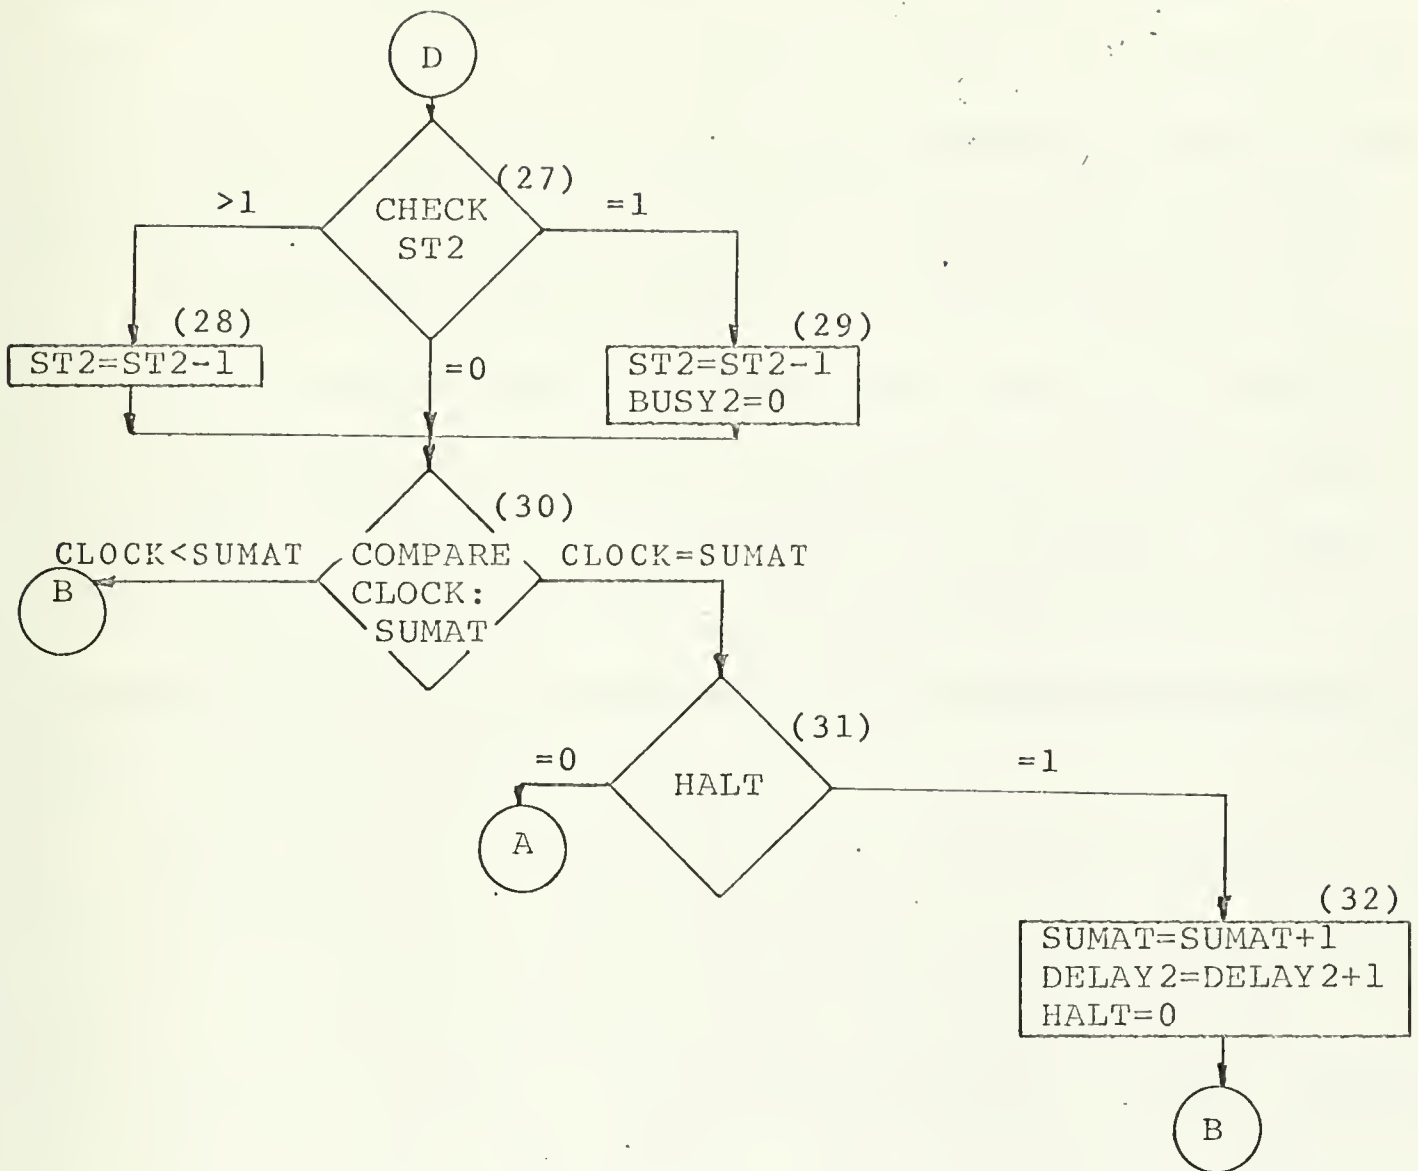 D
(27)
>1
=1
CHECK
ST2
(28)
(29)
ST2=ST2-1
=0
ST2=ST2-1
BUSY2=0
(30)
CLOCK<SUMAT
COMPARE
CLOCK=SUMAT
B
CLOCK:
SUMAT
(31)
=0
=1
HALT
A
(32)
SUMAT=SUMAT+1
DELAY2=DELAY2+1
HALT=0
B